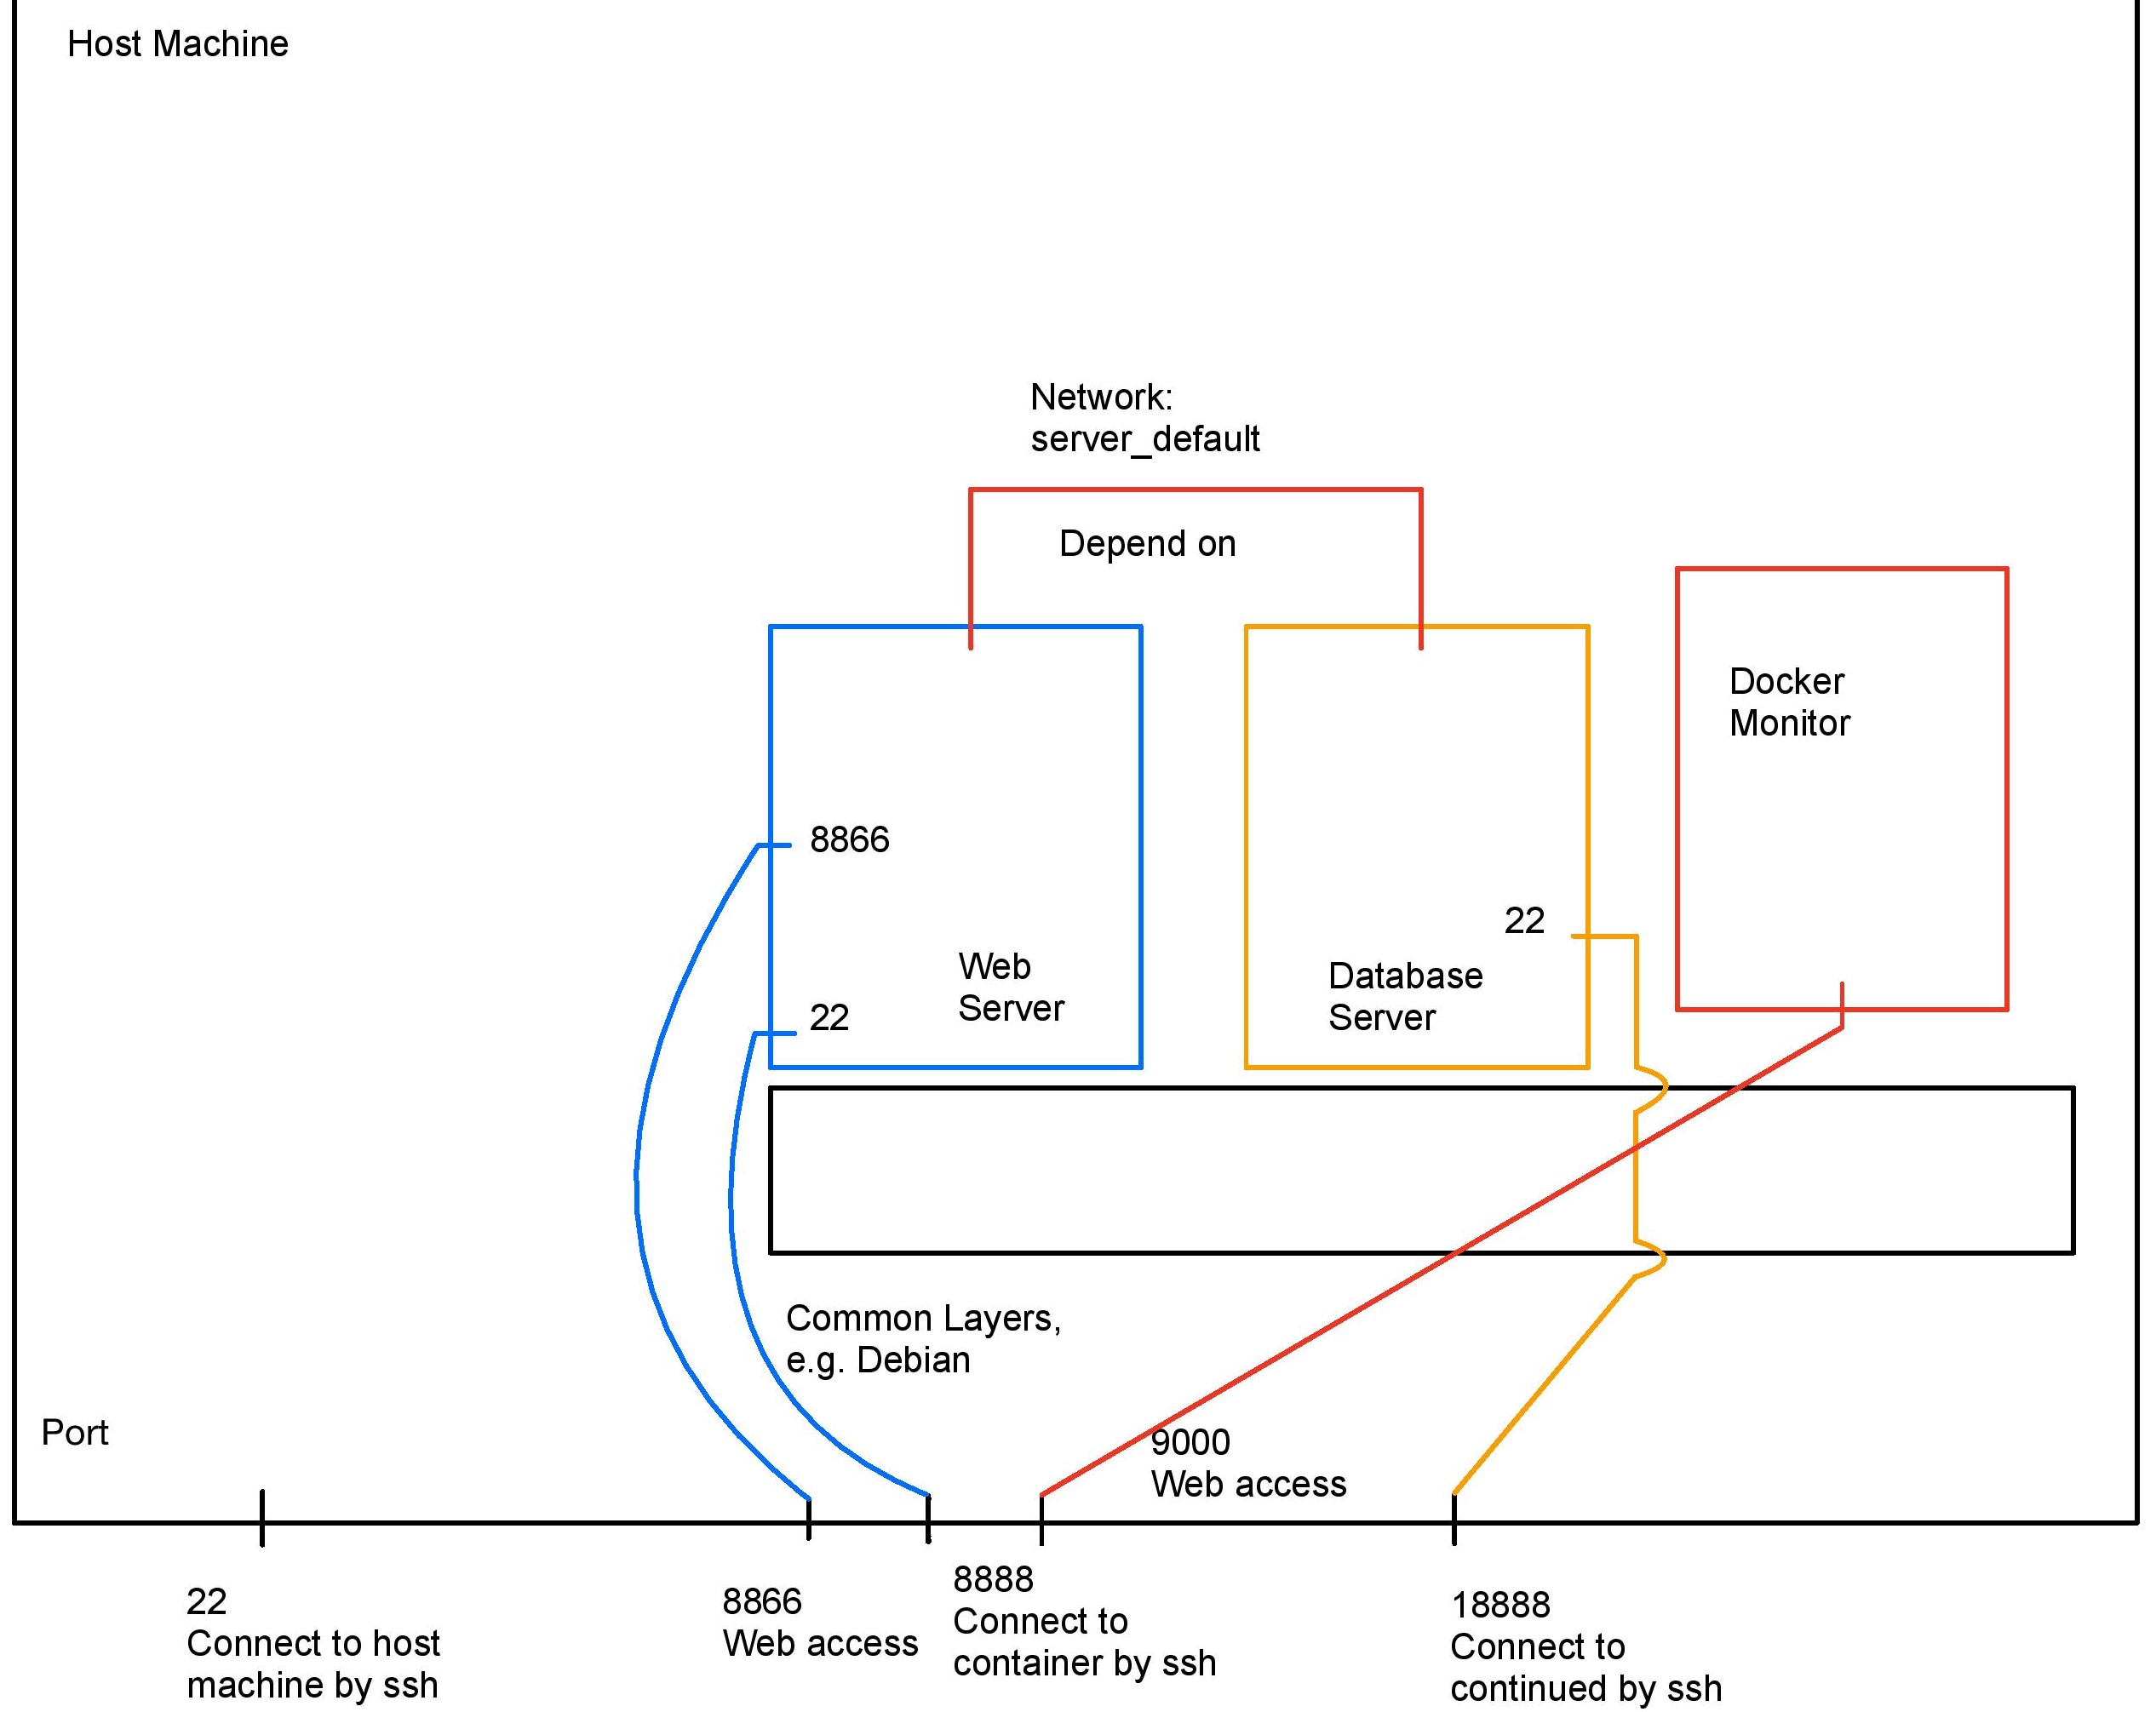 Host Machine
Network:
server_default
Depend on
Docker
Monitor
8866
22
Web
Server
22
Database
Server
Common Layers,
e.g. Debian
Port
9000
Web access
22
Connect to host
machine by ssh
8866
Web access
8888
Connect to
container by ssh
18888
Connect to
continued by ssh